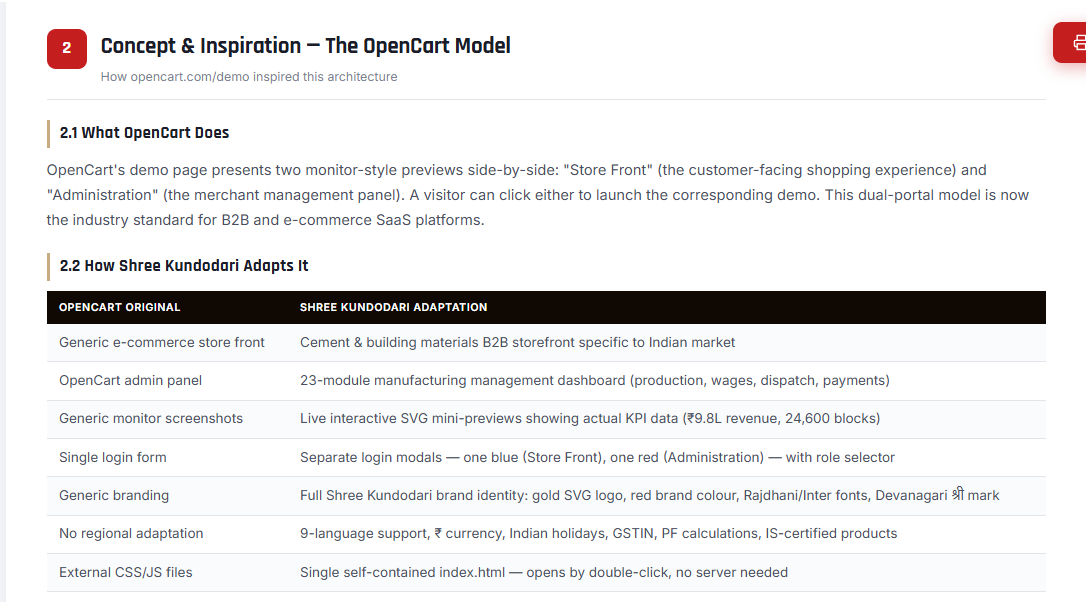 2
Concept & Inspiration — The OpenCart Model
How opencart.com/demo inspired this architecture
2.1 What OpenCart Does
OpenCart's demo page presents two monitor-style previews side-by-side: "Store Front" (the customer-facing shopping experience) and
"Administration" (the merchant management panel). A visitor can click either to launch the corresponding demo. This dual-portal model is now
the industry standard for B2B and e-commerce SaaS platforms.
2.2 How Shree Kundodari Adapts It
OPENCART ORIGINAL SHREE KUNDODARI ADAPTATION
Generic e-commerce store front Cement & building materials B2B storefront specific to Indian market
OpenCart admin panel 23-module manufacturing management dashboard (production, wages, dispatch, payments)
Generic monitor screenshots Live interactive SVG mini-previews showing actual KPI data (₹9.8L revenue, 24,600 blocks)
Single login form Separate login modals — one blue (Store Front), one red (Administration) — with role selector
Generic branding Full Shree Kundodari brand identity: gold SVG logo, red brand colour, Rajdhani/Inter fonts, Devanagari श्री mark
No regional adaptation 9-language support, ₹ currency, Indian holidays, GSTIN, PF calculations, IS-certified products
External CSS/JS files Single self-contained index.html — opens by double-click, no server needed